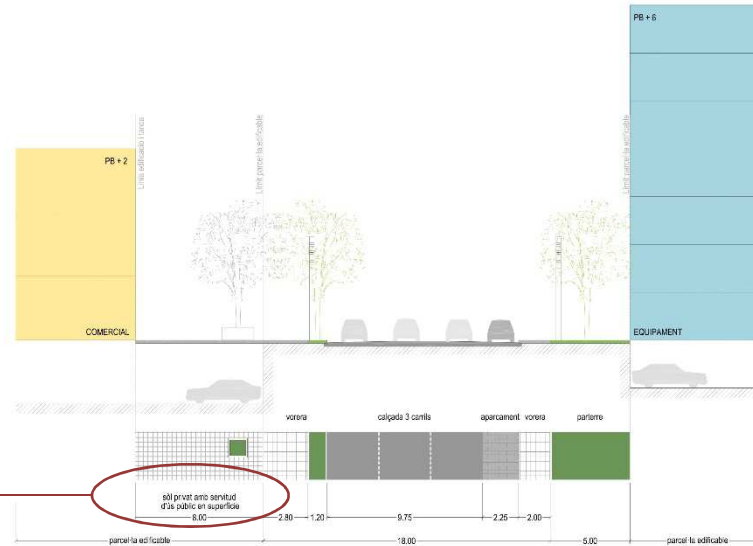 PB + 6
PB + 2
Línia edificació i tanca
Límit parcel·la edificable
Límit parcel·la edificable
COMERCIAL
EQUIPAMENT
vorera
calçada 3 carrils
aparcament
vorera
parterre
sòl privat amb servitud
d'ús públic en superfície
8.00
2.80
1.20
9.75
2.25
2.00
parcel·la edificable
18.00
5.00
parcel·la edificable